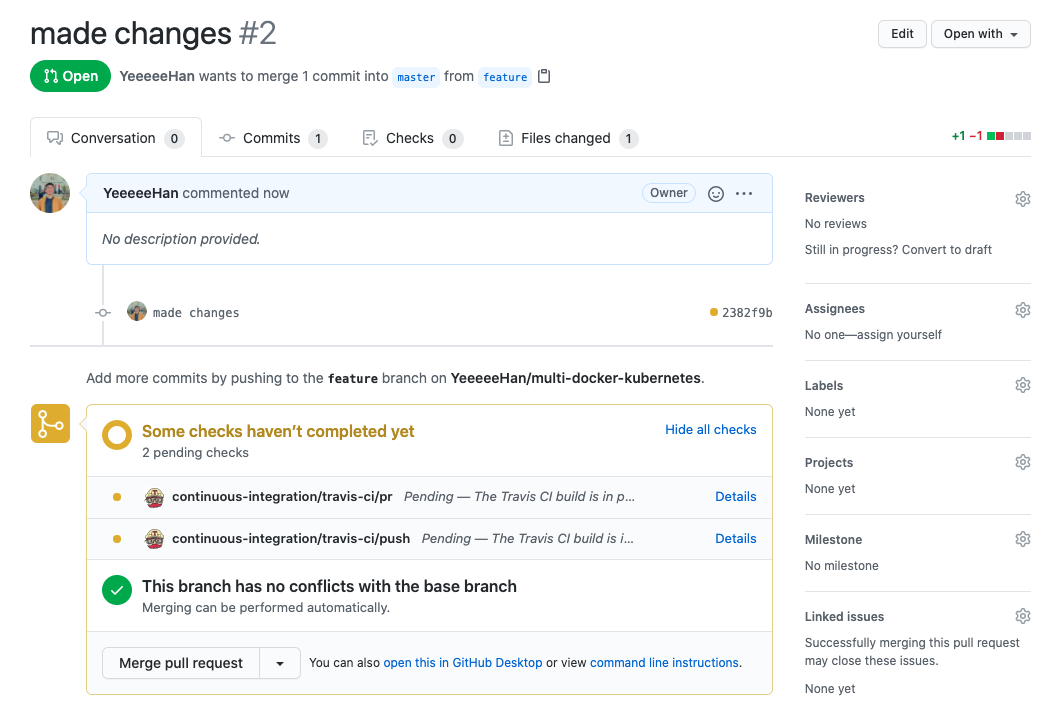 made changes #2
Edit
Open with
Open
YeeeeeHan wants to merge 1 commit into master from feature
Conversation 0
Commits 1
Checks 0
Files changed 1
+1 −1
YeeeeeHan commented now
Owner
No description provided.
made changes
2382f9b
Add more commits by pushing to the feature branch on YeeeeeHan/multi-docker-kubernetes.
Some checks haven’t completed yet
Hide all checks
2 pending checks
continuous-integration/travis-ci/pr Pending — The Travis CI build is in p…
Details
continuous-integration/travis-ci/push Pending — The Travis CI build is i…
Details
This branch has no conflicts with the base branch
Merging can be performed automatically.
Merge pull request
You can also open this in GitHub Desktop or view command line instructions.
Reviewers
No reviews
Still in progress? Convert to draft
Assignees
No one—assign yourself
Labels
None yet
Projects
None yet
Milestone
No milestone
Linked issues
Successfully merging this pull request
may close these issues.
None yet